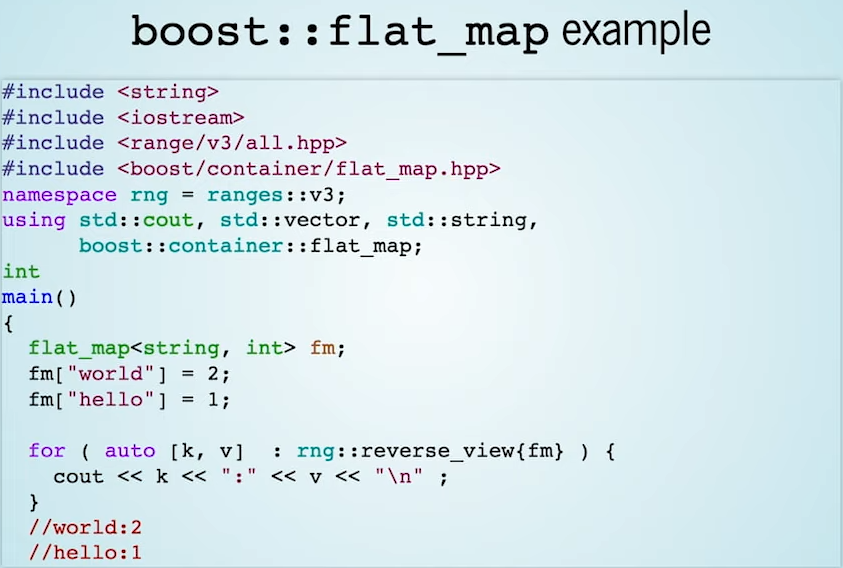 boost::flat_map example
#include <string>
#include <iostream>
#include <range/v3/all.hpp>
#include <boost/container/flat_map.hpp>
namespace rng = ranges::v3;
using std::cout, std::vector, std::string,
      boost::container::flat_map;
int
main()
{
  flat_map<string, int> fm;
  fm["world"] = 2;
  fm["hello"] = 1;
  for ( auto [k, v]  : rng::reverse_view{fm} ) {
    cout << k << ":" << v << "\n" ;
  }
  //world:2
  //hello:1